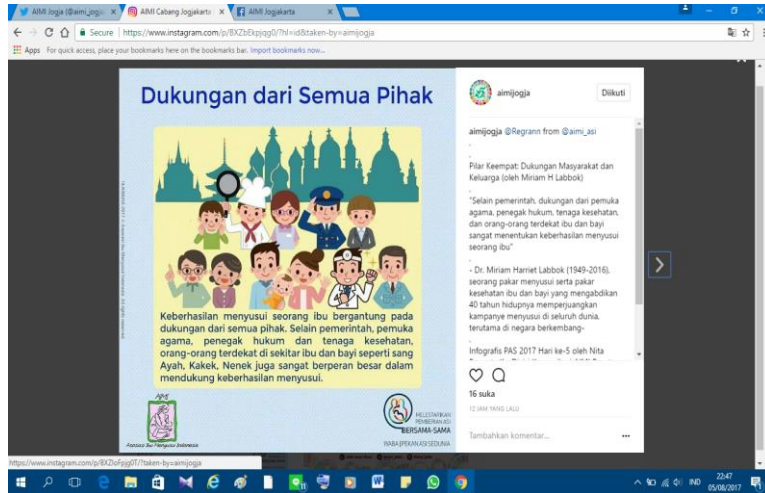 AIMI Jogja (@aimi_jogj
AIMI Cabang Jogjakarta
AIMI Jogjakarta
Secure
https://www.instagram.com/p/BXZbEkpjqg0/?hl=id&taken-by=aimijogja
Apps
For quick access, place your bookmarks here on the bookmarks bar. Import bookmarks now...
Dukungan dari Semua Pihak
Keberhasilan menyusui seorang ibu bergantung pada
dukungan dari semua pihak. Selain pemerintah, pemuka
agama, penegak hukum dan tenaga kesehatan,
orang-orang terdekat di sekitar ibu dan bayi seperti sang
Ayah, Kakek, Nenek juga sangat berperan besar dalam
mendukung keberhasilan menyusui.
AIMI
Asosiasi Ibu Menyusui Indonesia
MELESTARIKAN
PEMBERIAN ASI
BERSAMA-SAMA
aimijogja
Diikuti
aimijogja @Regrann from @aimi_asi
.
.
Pilar Keempat: Dukungan Masyarakat dan
Keluarga (oleh Miriam H Labbok)
.
"Selain pemerintah, dukungan dari pemuka
agama, penegak hukum, tenaga kesehatan,
dan orang-orang terdekat ibu dan bayi
sangat menentukan keberhasilan menyusui
seorang ibu"
.
- Dr. Miriam Harriet Labbok (1949-2016),
seorang pakar menyusui serta pakar
kesehatan ibu dan bayi yang mengabdikan
40 tahun hidupnya memperjuangkan
kampanye menyusui di seluruh dunia,
terutama di negara berkembang-
.
Infografis PAS 2017 Hari ke-5 oleh Nita
16 suka
12 JAM YANG LALU
Tambahkan komentar...
https://www.instagram.com/p/BXZloFpjg0T/?taken-by=aimijogja
IND
22:47
05/08/2017